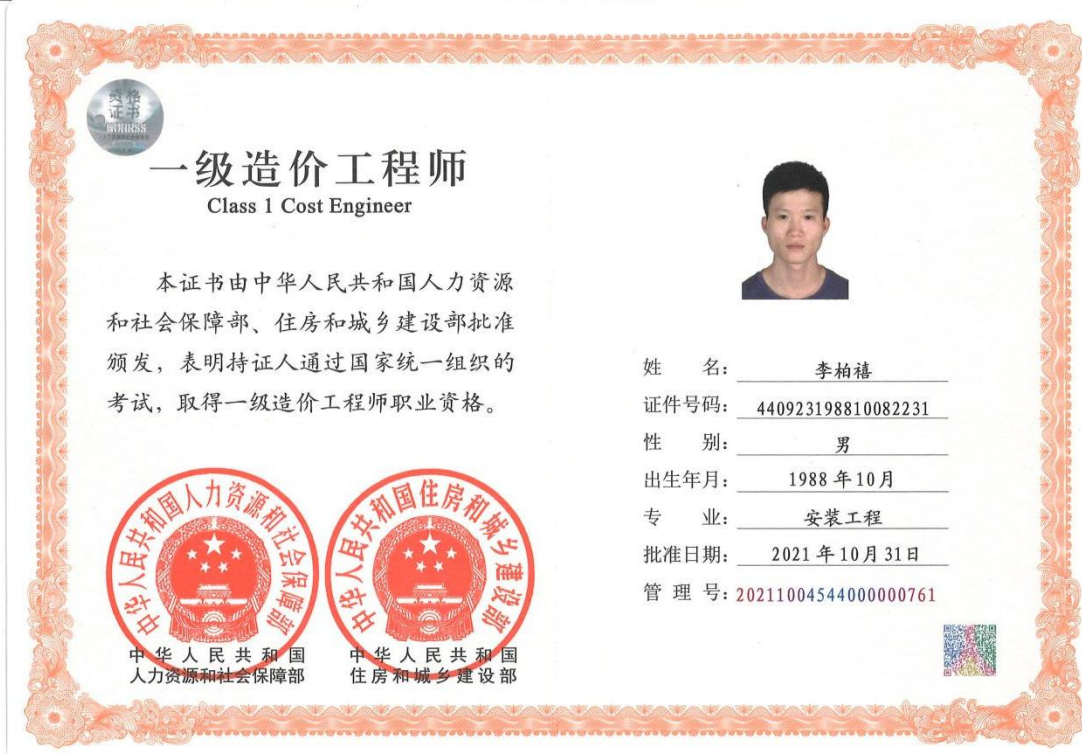 资格
证书
MOHRSS
一级造价工程师
Class 1 Cost Engineer
本证书由中华人民共和国人力资源
和社会保障部、住房和城乡建设部批准
颁发，表明持证人通过国家统一组织的
考试，取得一级造价工程师职业资格。
中华人民共和国人力资源和社会保障部
中华人民共和国住房和城乡建设部
中华人民共和国
人力资源和社会保障部
中华人民共和国
住房和城乡建设部
姓 名：李柏禧
证件号码：440923198810082231
性 别：男
出生年月：1988年10月
专 业：安装工程
批准日期：2021年10月31日
管 理 号：20211004544000000761